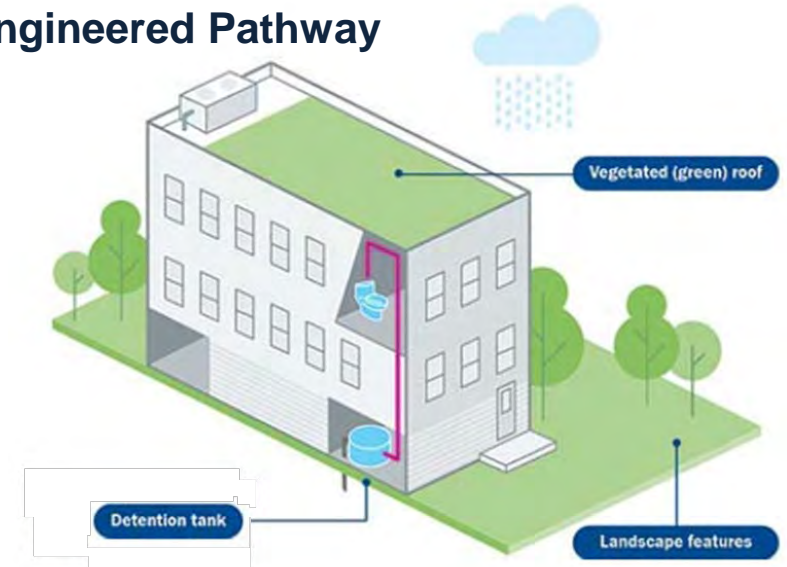 ngineered Pathway
Vegetated (green) roof
Detention tank
Landscape features